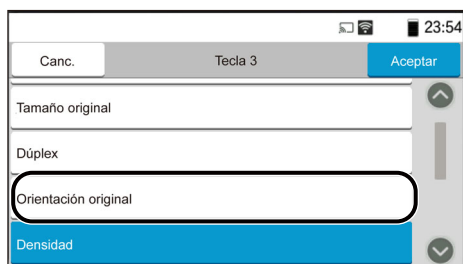 23:54
Canc.
Tecla 3
Aceptar
Tamaño original
Dúplex
Orientación original
Densidad